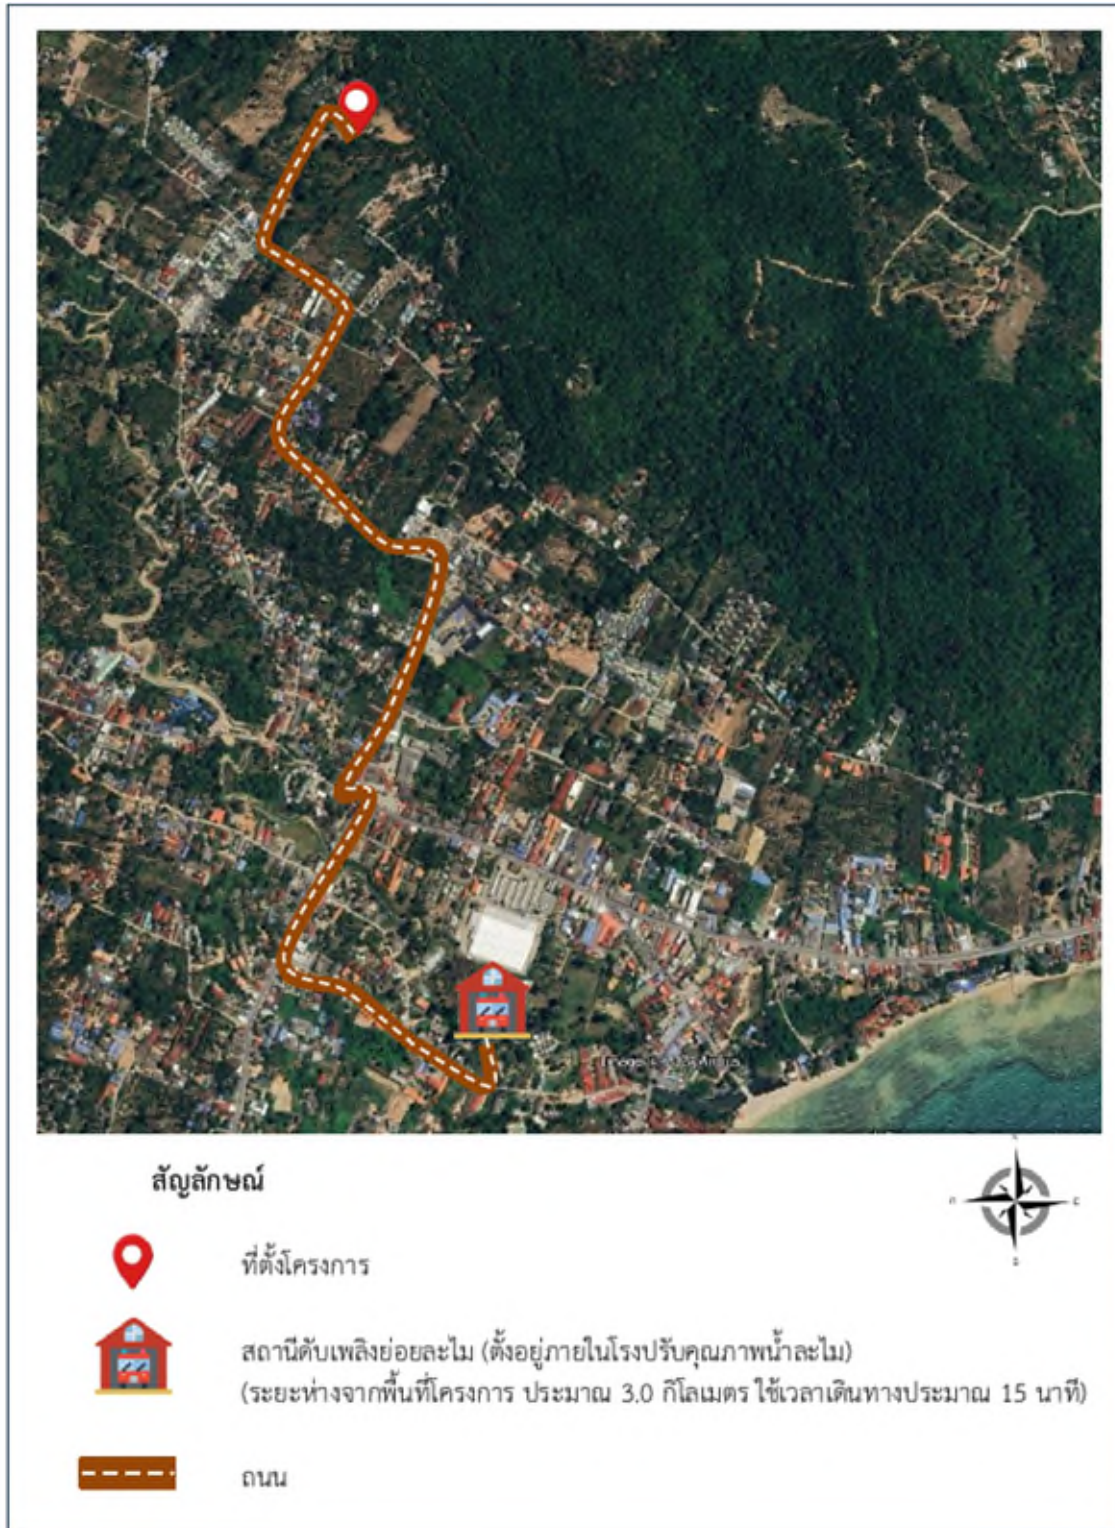 สัญลักษณ์
ที่ตั้งโครงการ
สถานีดับเพลิงย่อยละไม (ตั้งอยู่ภายในโรงปรับคุณภาพน้ำละไม)
(ระยะห่างจากพื้นที่โครงการ ประมาณ 3.0 กิโลเมตร ใช้เวลาเดินทางประมาณ 15 นาที)
ถนน